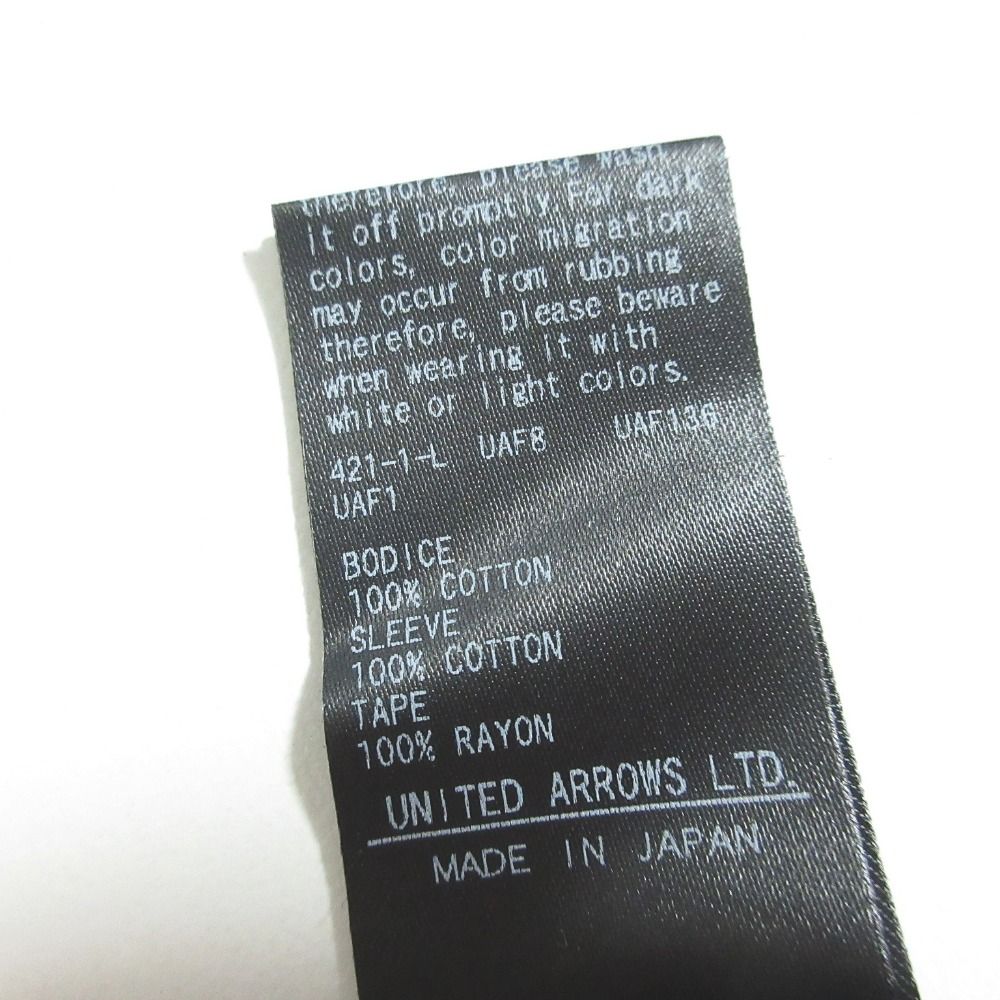 therefore, please wash
it off promptly. For dark
colors, color migration
may occur from rubbing
therefore, please beware
when wearing it with
white or light colors.
421-1-L UAF8 UAF136
UAF1
BODICE
100% COTTON
SLEEVE
100% COTTON
TAPE
100% RAYON
UNITED ARROWS LTD.
MADE IN JAPAN